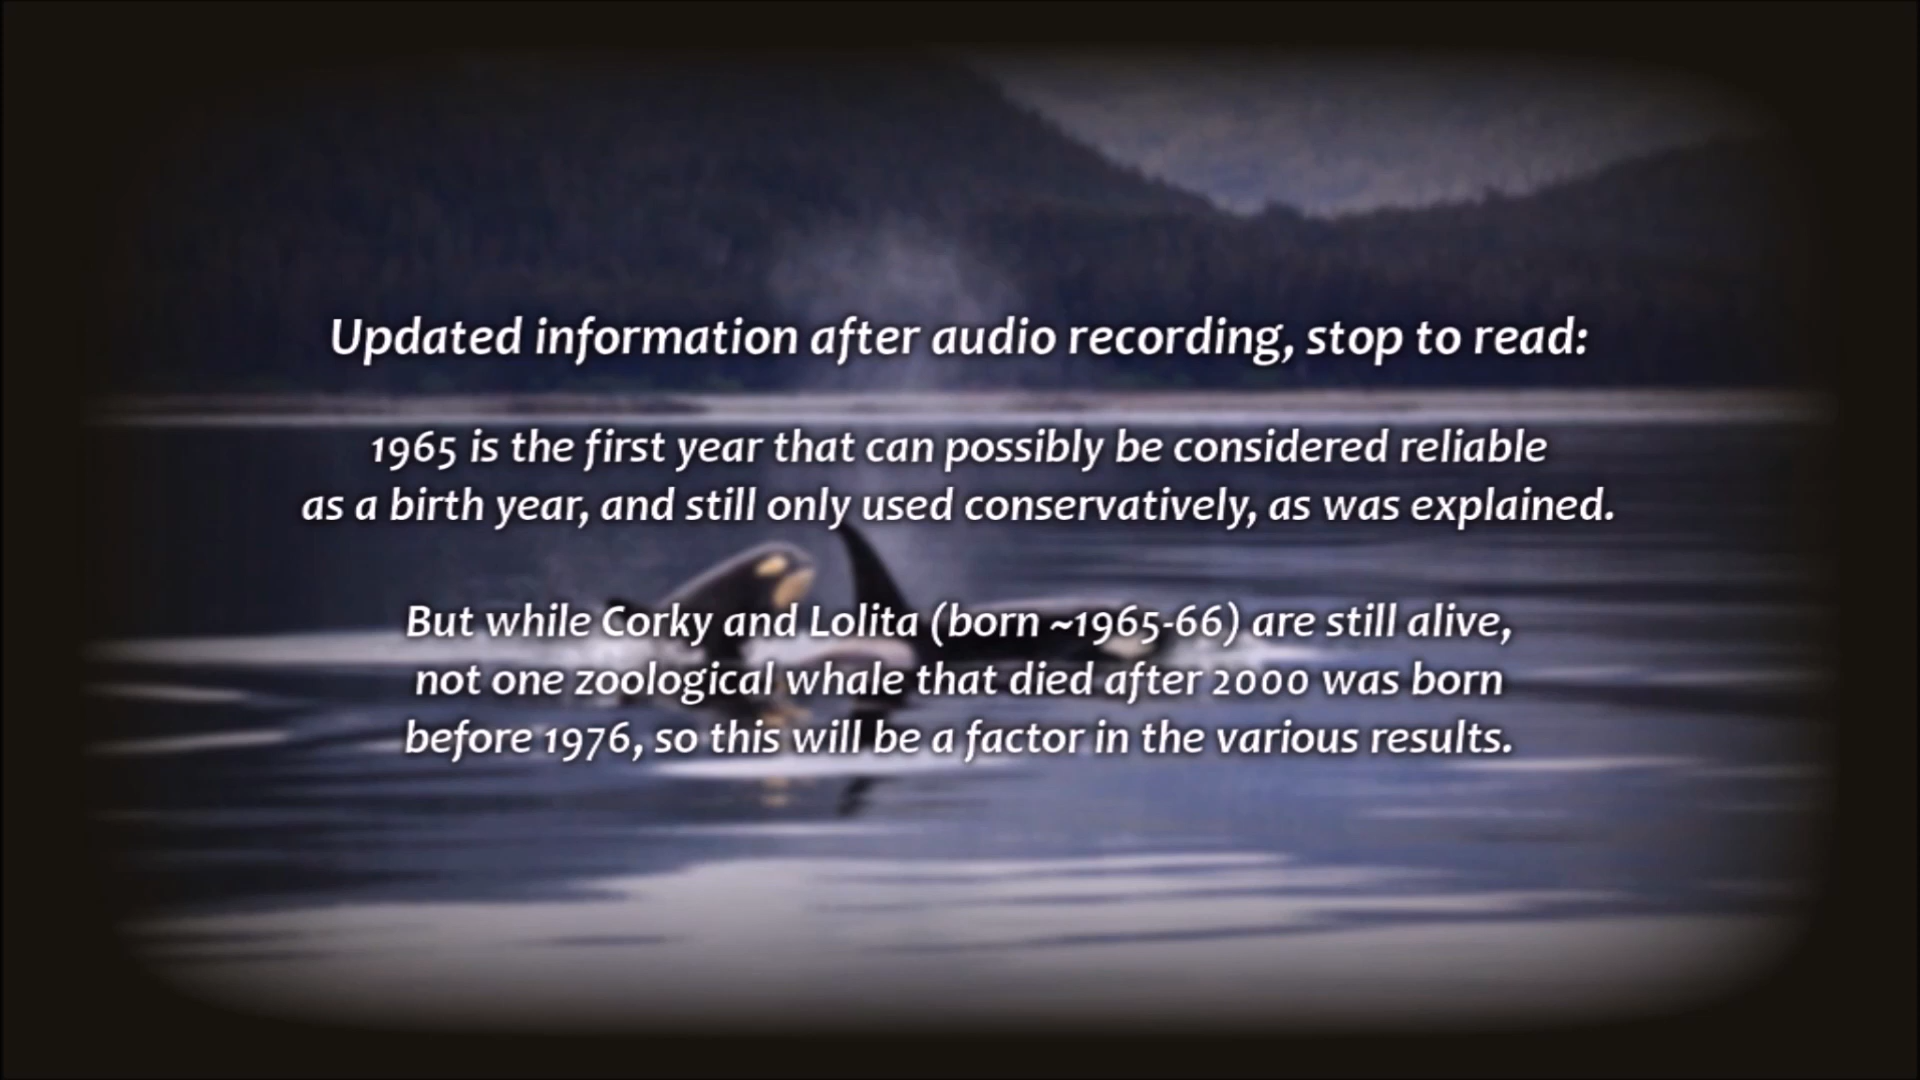 Updated information after audio recording, stop to read:
1965 is the first year that can possibly be considered reliable
as a birth year, and still only used conservatively, as was explained.
But while Corky and Lolita (born ~1965-66) are still alive,
not one zoological whale that died after 2000 was born
before 1976, so this will be a factor in the various results.